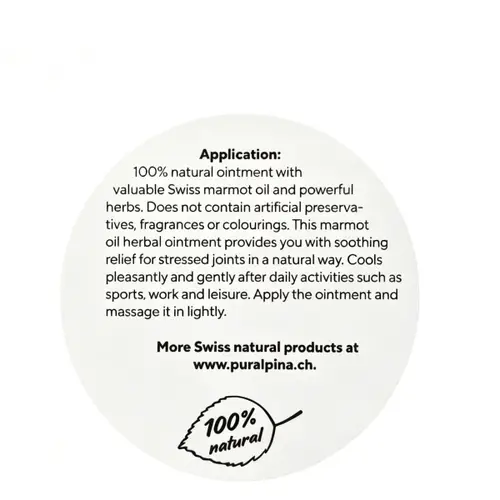 Application:
100% natural ointment with
valuable Swiss marmot oil and powerful
herbs. Does not contain artificial preserva-
tives, fragrances or colourings. This marmot
oil herbal ointment provides you with soothing
relief for stressed joints in a natural way. Cools
pleasantly and gently after daily activities such as
sports, work and leisure. Apply the ointment and
massage it in lightly.
More Swiss natural products at
www.puralpina.ch.
100%
natural